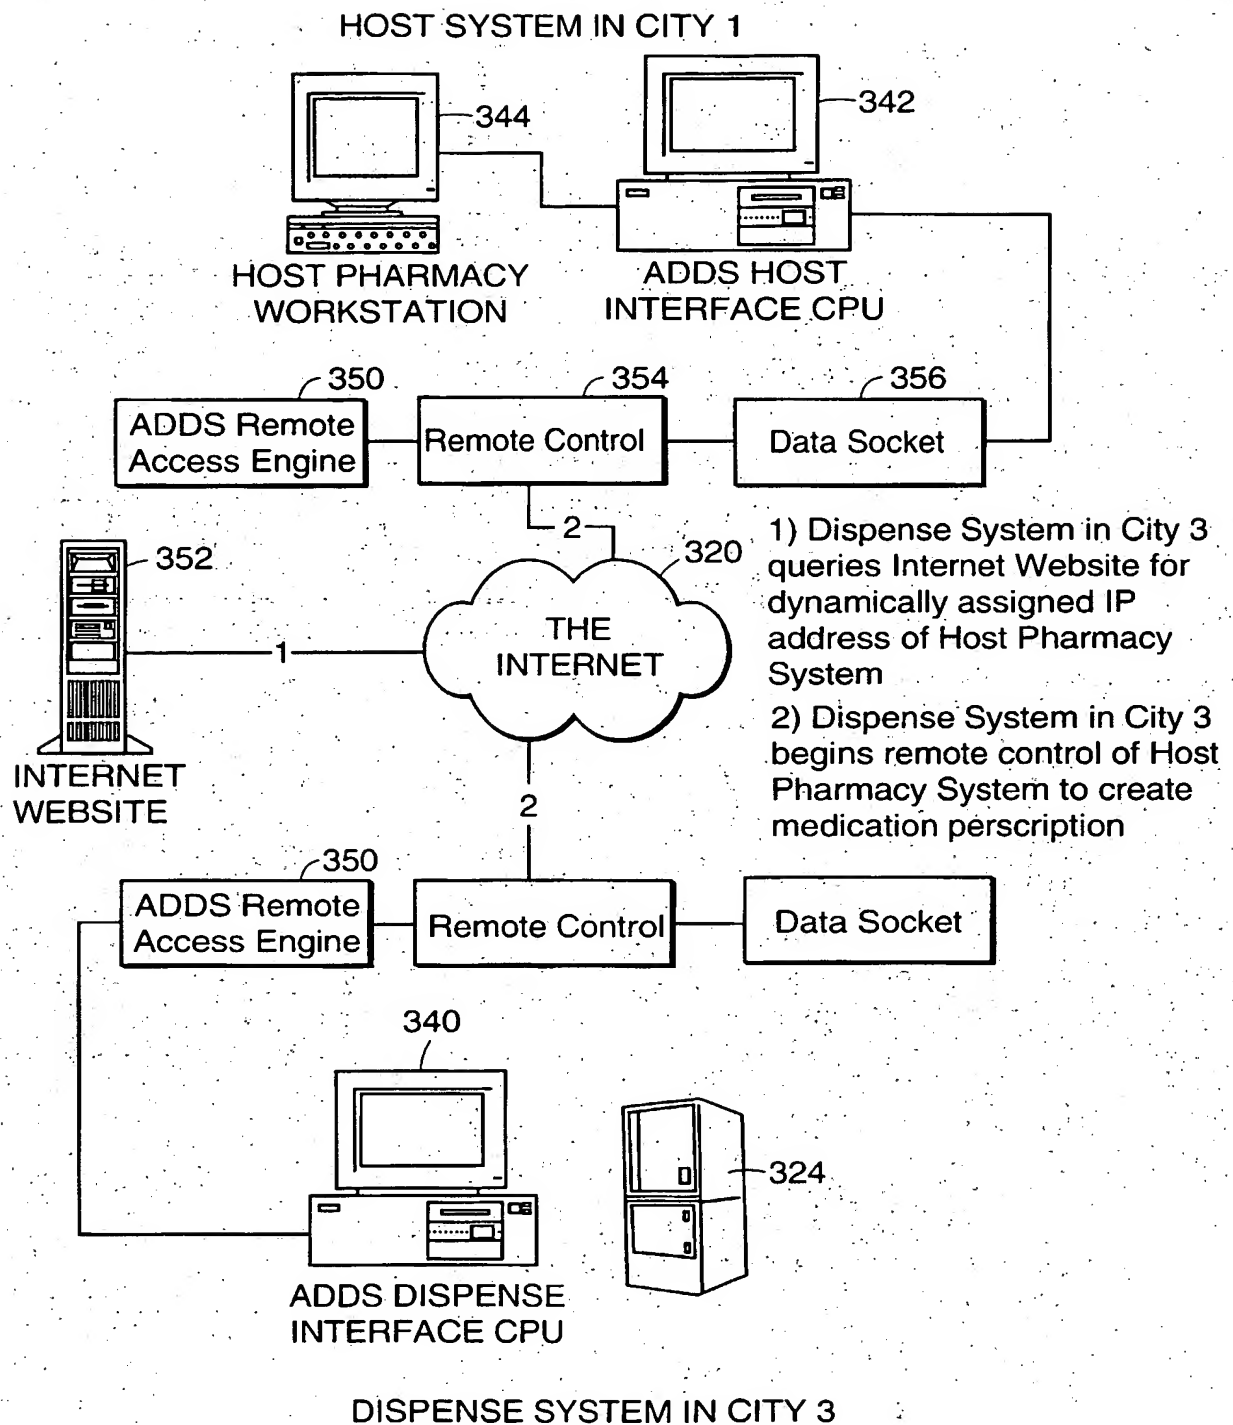 HOST SYSTEM IN CITY 1
344
342
HOST PHARMACY
WORKSTATION
ADDS HOST
INTERFACE CPU
350
354
356
ADDS Remote
Access Engine
Remote Control
Data Socket
2
352
320
1) Dispense System in City 3
queries Internet Website for
dynamically assigned IP
address of Host Pharmacy
System
THE
INTERNET
1
2) Dispense System in City 3
begins remote control of Host
Pharmacy System to create
medication perscription
INTERNET
WEBSITE
2
350
ADDS Remote
Access Engine
Remote Control
Data Socket
340
324
ADDS DISPENSE
INTERFACE CPU
DISPENSE SYSTEM IN CITY 3